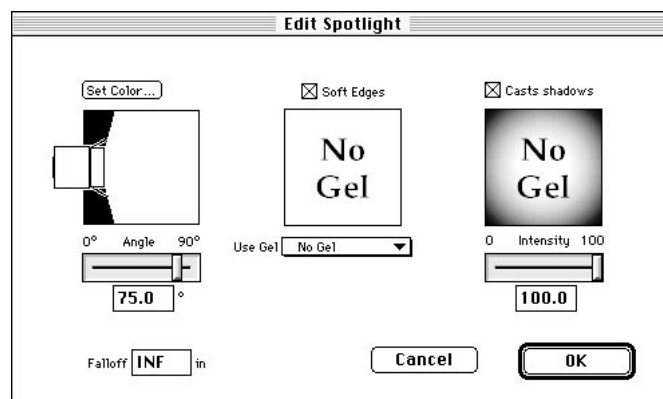 Edit Spotlight
Set Color...
Soft Edges
Casts shadows
No
Gel
No
Gel
0° Angle 90°
Use Gel No Gel
0 Intensity 100
75.0 °
100.0
Falloff INF in
Cancel
OK